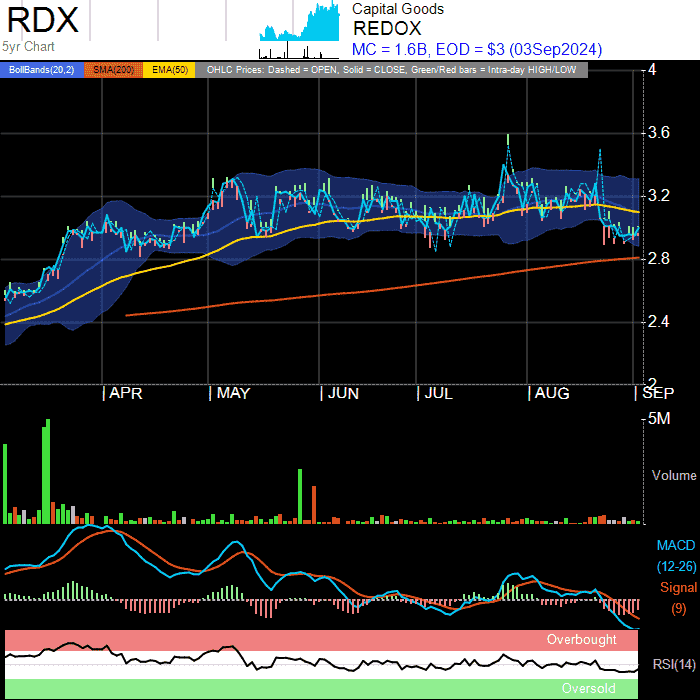 RDX
5yr Chart
Capital Goods
REDOX
MC = 1.6B, EOD = $3 (03Sep2024)
BollBands(20,2) SMA(200) EMA(50) OHLC Prices: Dashed = OPEN, Solid = CLOSE, Green/Red bars = Intra-day HIGH/LOW
4
3.6
3.2
2.8
2.4
2
APR MAY JUN JUL AUG SEP
5M
Volume
MACD
(12-26)
Signal
(9)
Overbought
RSI(14)
Oversold